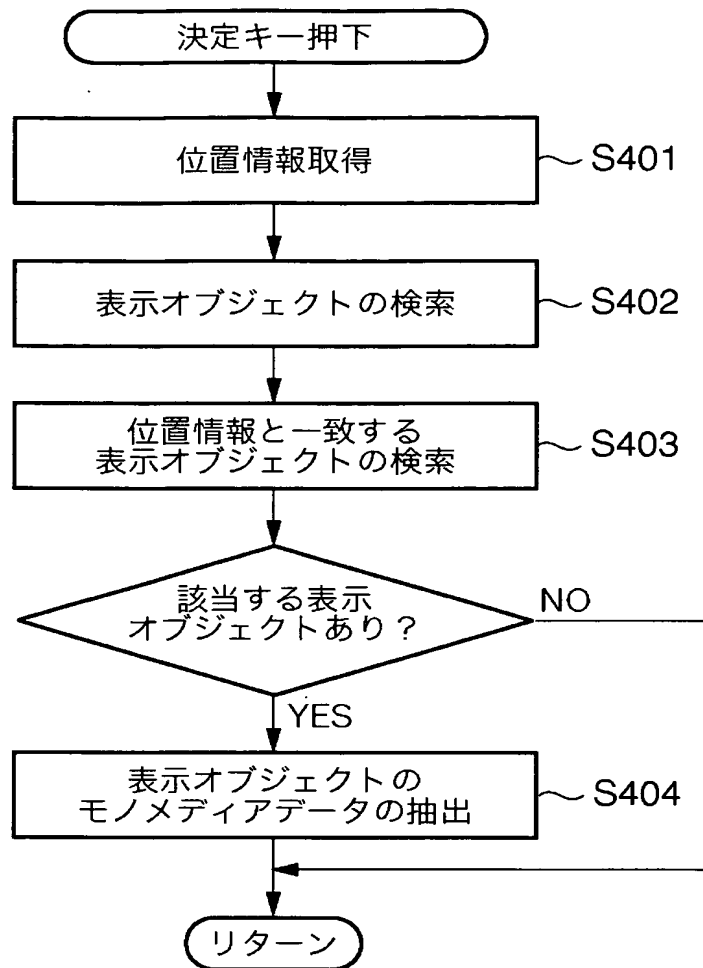 決定キー押下
位置情報取得
S401
表示オブジェクトの検索
S402
位置情報と一致する
表示オブジェクトの検索
S403
該当する表示
オブジェクトあり？
NO
YES
表示オブジェクトの
モノメディアデータの抽出
S404
リターン